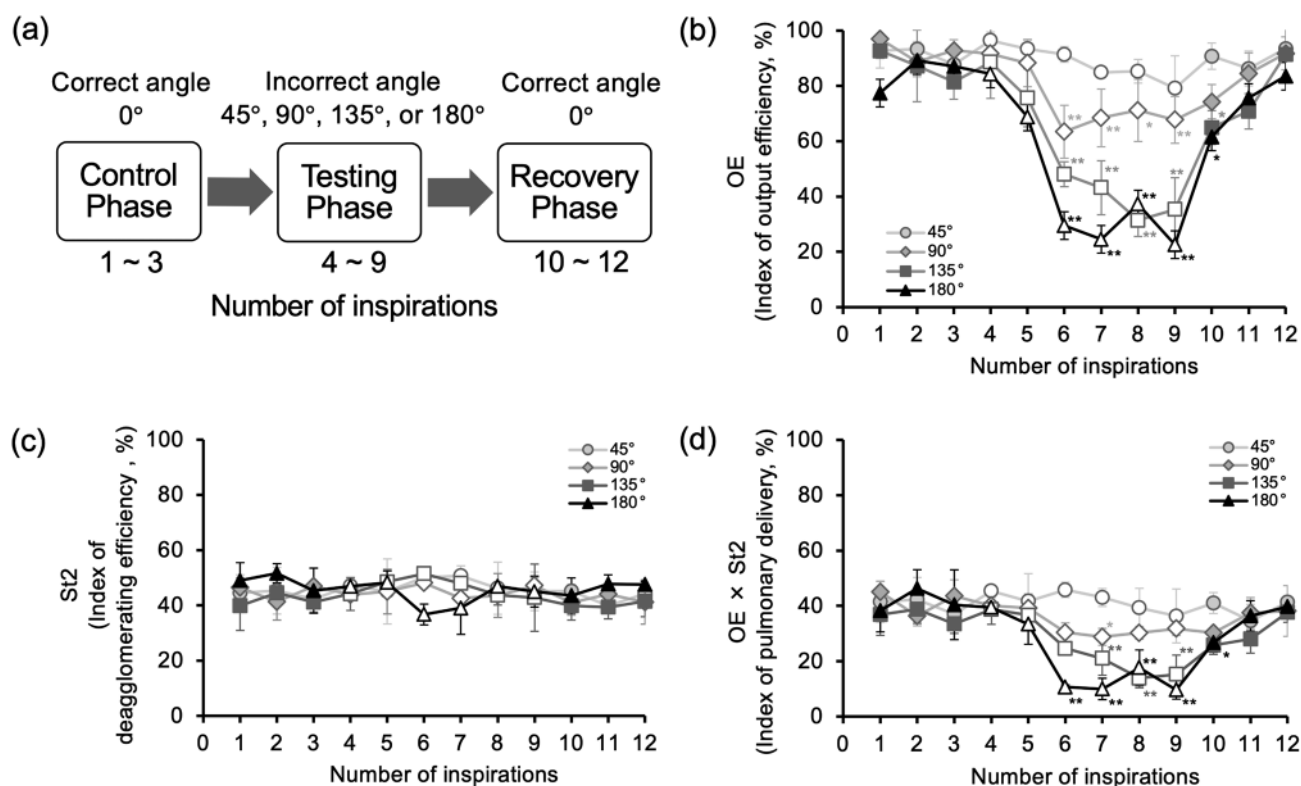 (a)
Correct angle
0°
Incorrect angle
45°, 90°, 135°, or 180°
Correct angle
0°
Control
Phase
Testing
Phase
Recovery
Phase
1 ~ 3
4 ~ 9
10 ~ 12
Number of inspirations
(b)
OE
(Index of output efficiency, %)
100
80
60
40
20
0
** ** * **
** ** ** **
** ** ** **
*
*
45°
90°
135°
180°
0 1 2 3 4 5 6 7 8 9 10 11 12
Number of inspirations
(c)
St2
(Index of
deagglomerating efficiency , %)
100
80
60
40
20
0
45°
90°
135°
180°
0 1 2 3 4 5 6 7 8 9 10 11 12
Number of inspirations
(d)
OE × St2
(Index of pulmonary delivery, %)
100
80
60
40
20
0
45°
90°
135°
180°
*
** **
** ** ** **
*
0 1 2 3 4 5 6 7 8 9 10 11 12
Number of inspirations